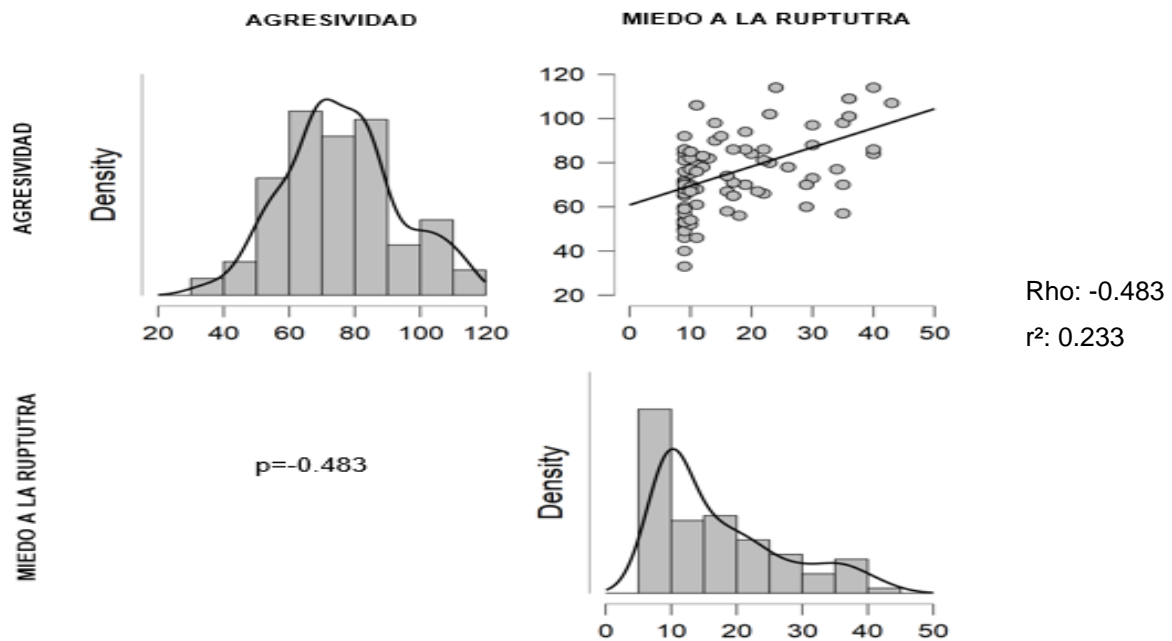 AGRESIVIDAD
MIEDO A LA RUPTUTRA
AGRESIVIDAD
Density
120
100
80
60
40
20
20 40 60 80 100 120
0 10 20 30 40 50
Rho: -0.483
r²: 0.233
MIEDO A LA RUPTUTRA
p=-0.483
Density
0 10 20 30 40 50